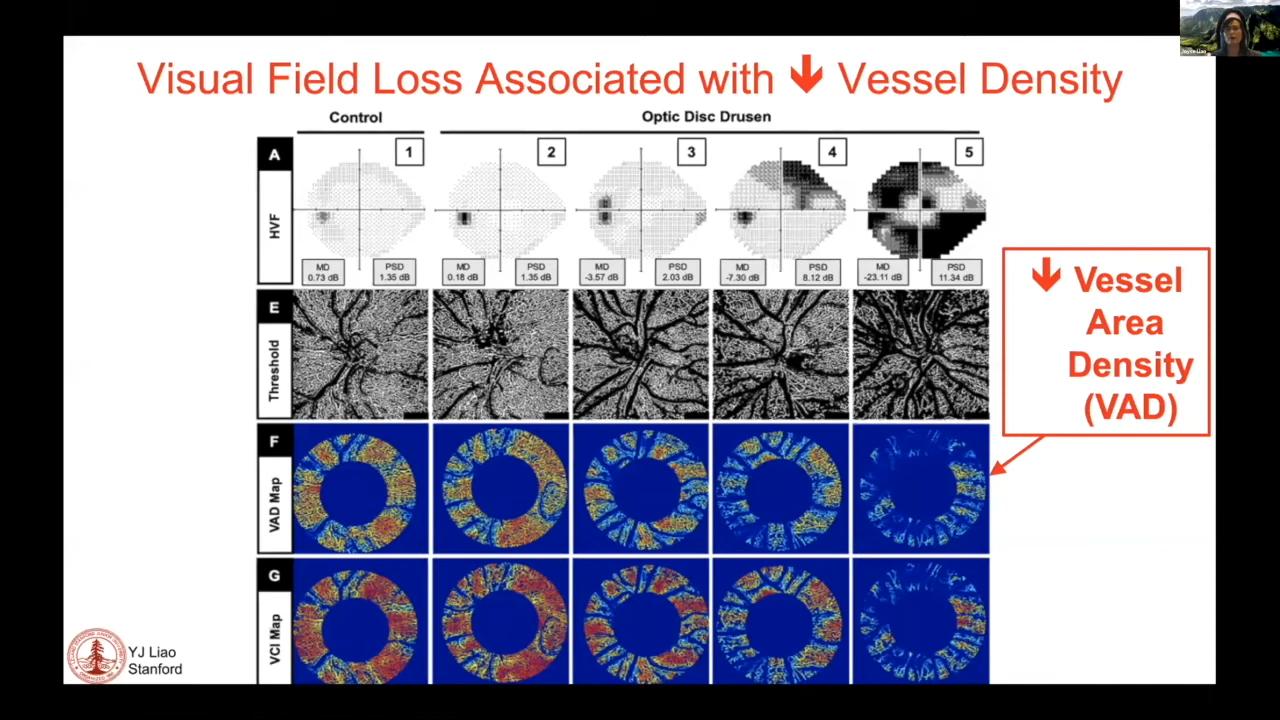 Visual Field Loss Associated with ↓ Vessel Density
Control
Optic Disc Drusen
A
1
2
3
4
5
HVF
MD
0.73 dB
PSD
1.35 dB
MD
0.18 dB
PSD
1.35 dB
MD
-3.57 dB
PSD
2.03 dB
MD
-7.30 dB
PSD
8.12 dB
MD
-23.11 dB
PSD
11.34 dB
E
Threshold
F
VAD Map
G
VCI Map
↓ Vessel
Area
Density
(VAD)
YJ Liao
Stanford
Joyce Liao